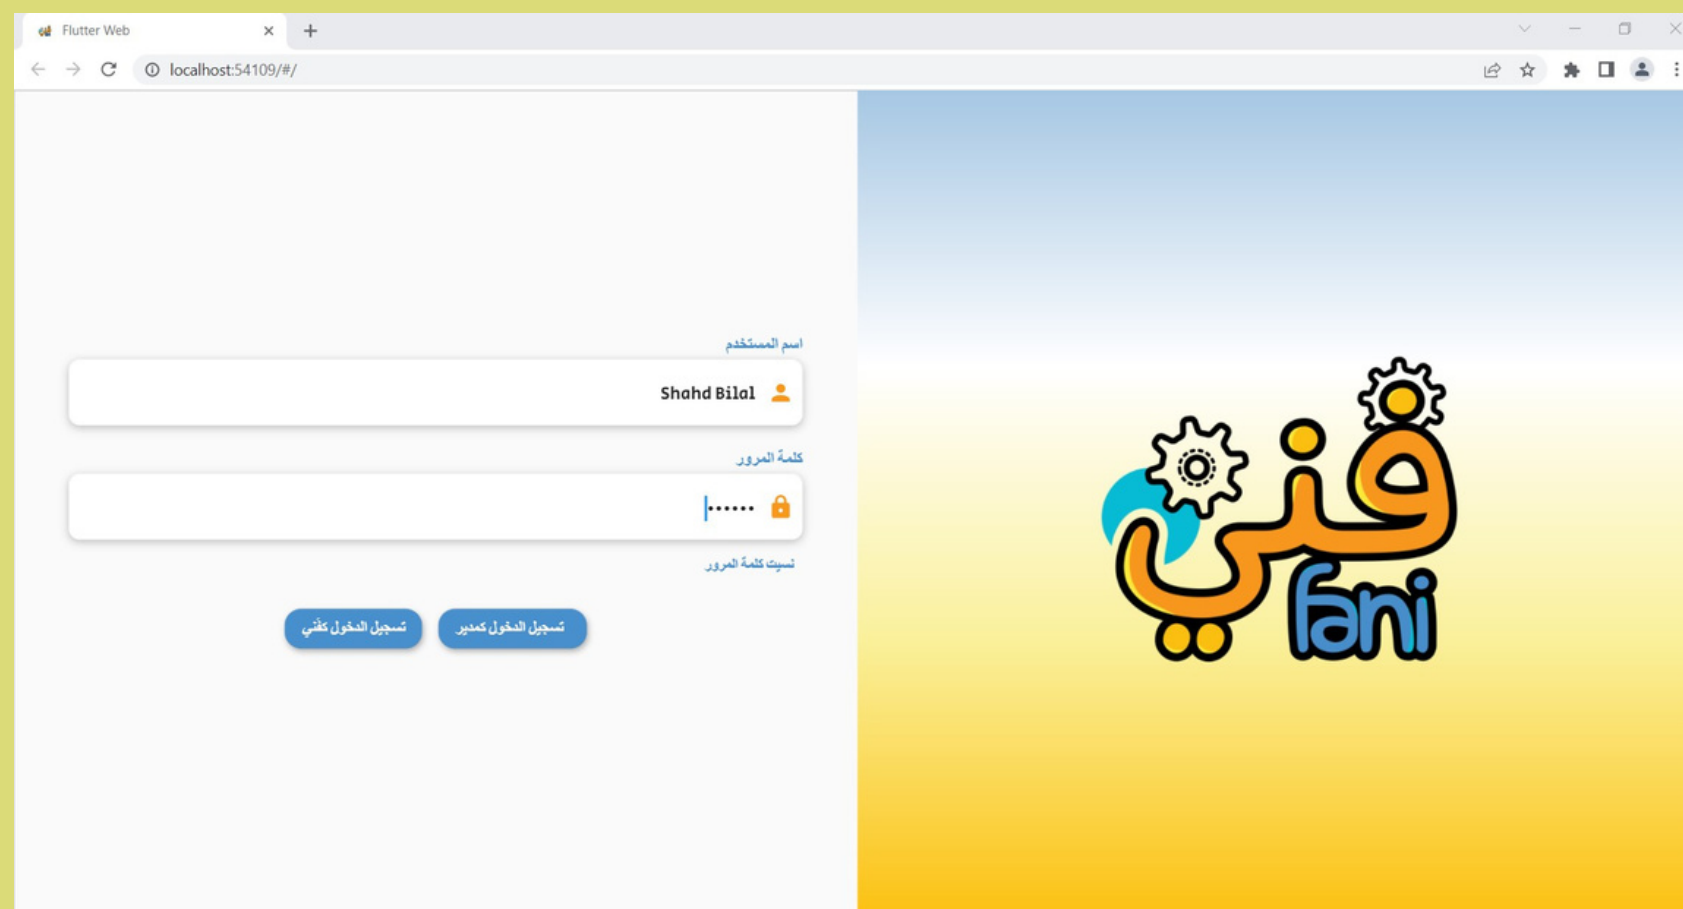 Flutter Web
localhost:54109/#/
اسم المستخدم
Shahd Bilal
كلمة المرور
••••••
نسيت كلمة المرور
تسجيل الدخول كمدير
تسجيل الدخول كفني
فني
fani